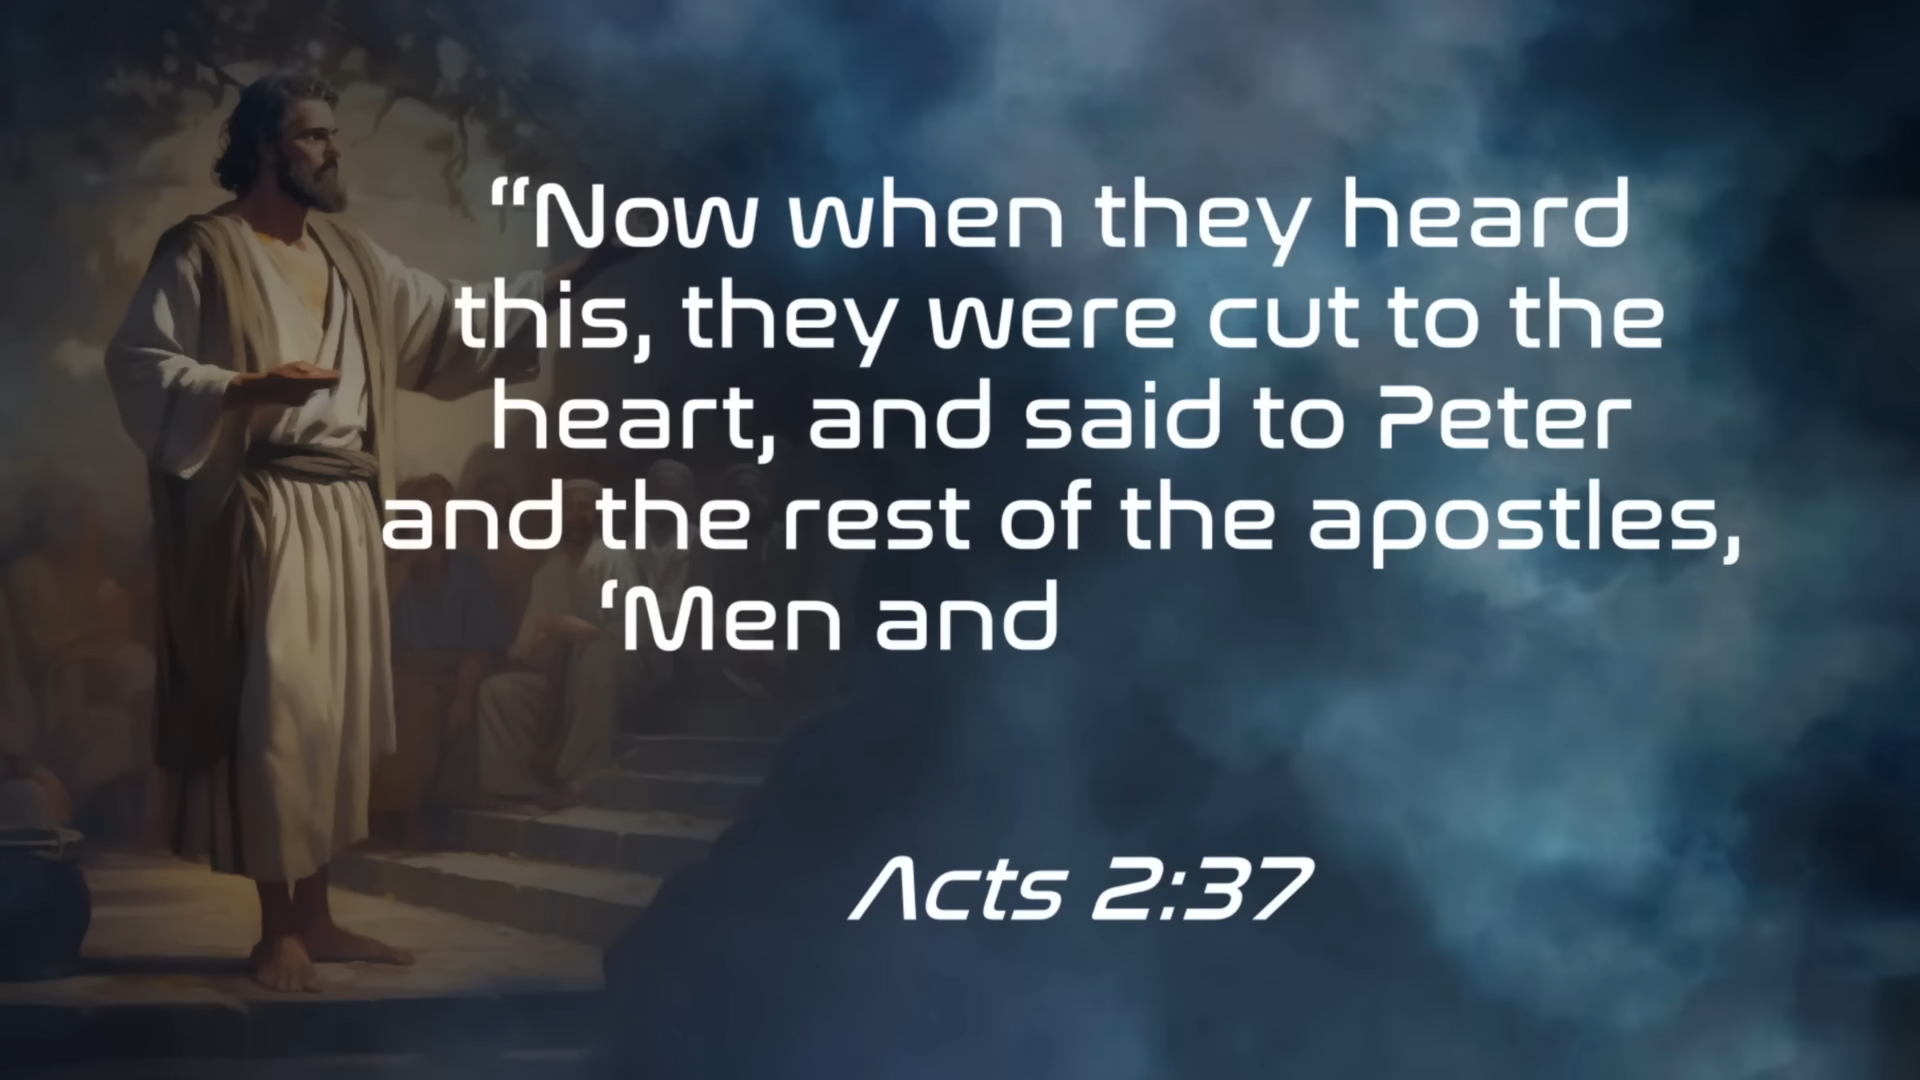 “Now when they heard
this, they were cut to the
heart, and said to Peter
and the rest of the apostles,
‘Men and
Acts 2:37